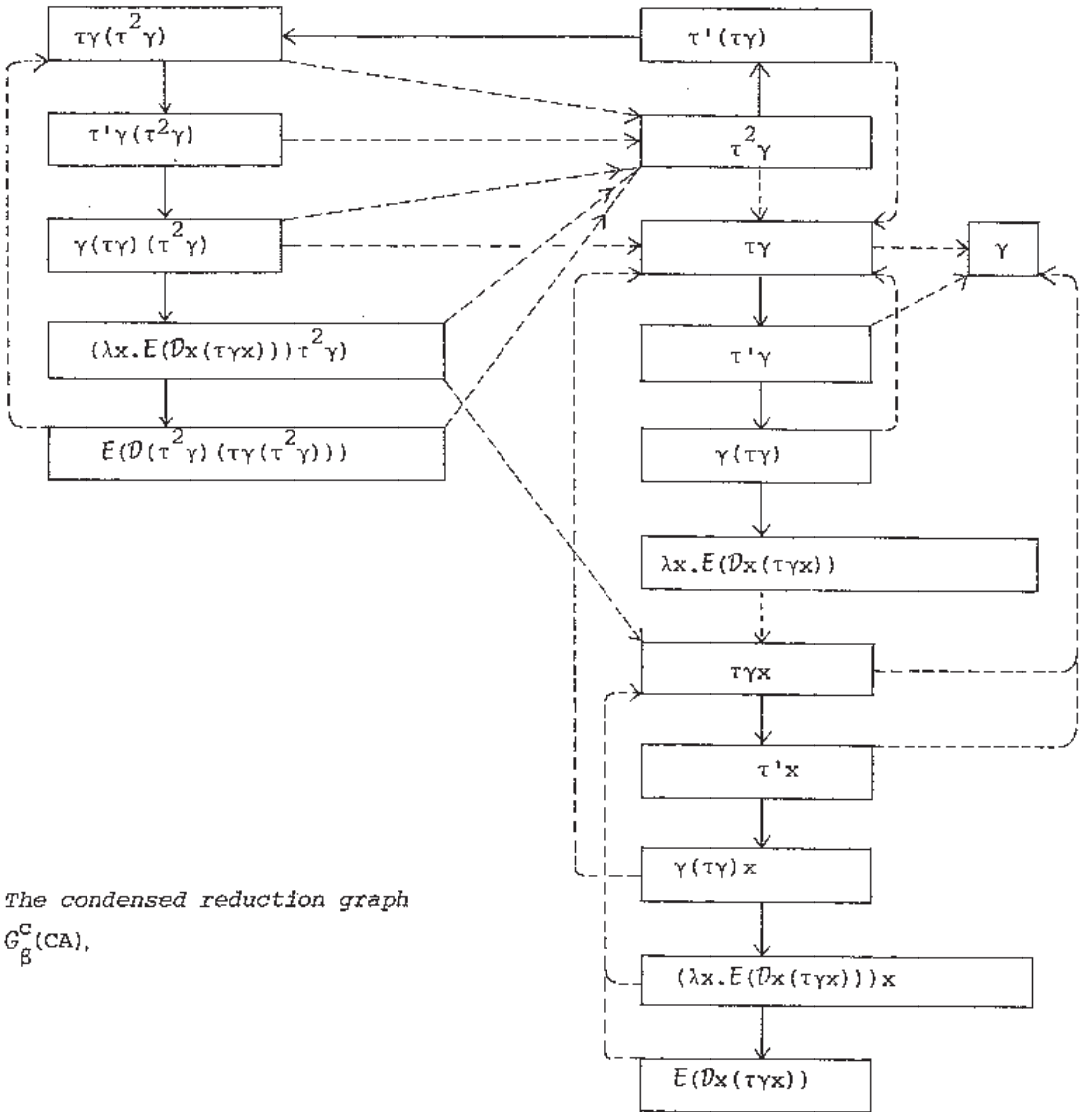 τγ(τ²γ)
τ'γ(τ²γ)
γ(τγ)(τ²γ)
(λx.E(𝒟x(τγx)))τ²γ)
E(𝒟(τ²γ)(τγ(τ²γ)))
τ'(τγ)
τ²γ
τγ
γ
τ'γ
γ(τγ)
λx.E(𝒟x(τγx))
τγx
τ'x
γ(τγ)x
(λx.E(𝒟x(τγx)))x
E(𝒟x(τγx))
The condensed reduction graph
G^c_β(CA),